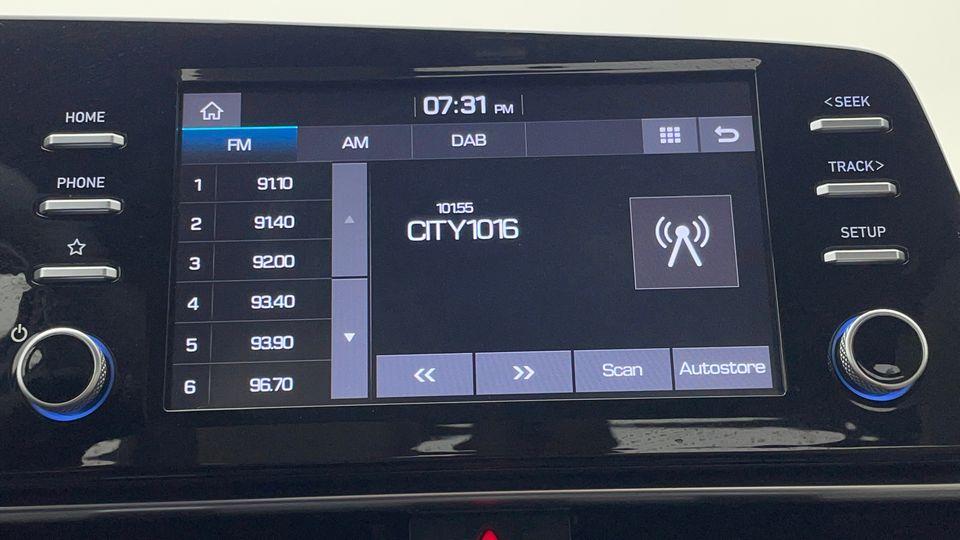 HOME
PHONE
07:31 PM
FM
AM
DAB
1 91.10
2 91.40
3 92.00
4 93.40
5 93.90
6 96.70
101.55
CITY1016
<<
>>
Scan
Autostore
<SEEK
TRACK>
SETUP